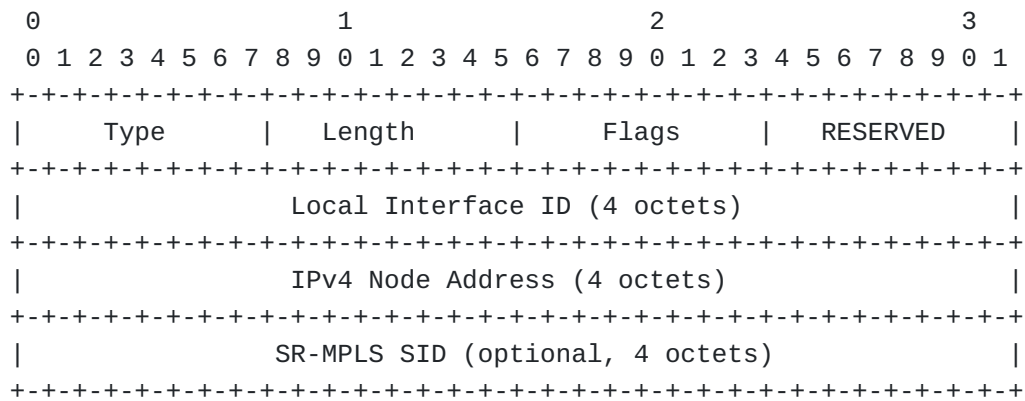 0                   1                   2                   3
 0 1 2 3 4 5 6 7 8 9 0 1 2 3 4 5 6 7 8 9 0 1 2 3 4 5 6 7 8 9 0 1
+-+-+-+-+-+-+-+-+-+-+-+-+-+-+-+-+-+-+-+-+-+-+-+-+-+-+-+-+-+-+-+-+
|     Type      |   Length      |     Flags     |   RESERVED    |
+-+-+-+-+-+-+-+-+-+-+-+-+-+-+-+-+-+-+-+-+-+-+-+-+-+-+-+-+-+-+-+-+
|                 Local Interface ID (4 octets)                 |
+-+-+-+-+-+-+-+-+-+-+-+-+-+-+-+-+-+-+-+-+-+-+-+-+-+-+-+-+-+-+-+-+
|                 IPv4 Node Address (4 octets)                  |
+-+-+-+-+-+-+-+-+-+-+-+-+-+-+-+-+-+-+-+-+-+-+-+-+-+-+-+-+-+-+-+-+
|                SR-MPLS SID (optional, 4 octets)               |
+-+-+-+-+-+-+-+-+-+-+-+-+-+-+-+-+-+-+-+-+-+-+-+-+-+-+-+-+-+-+-+-+